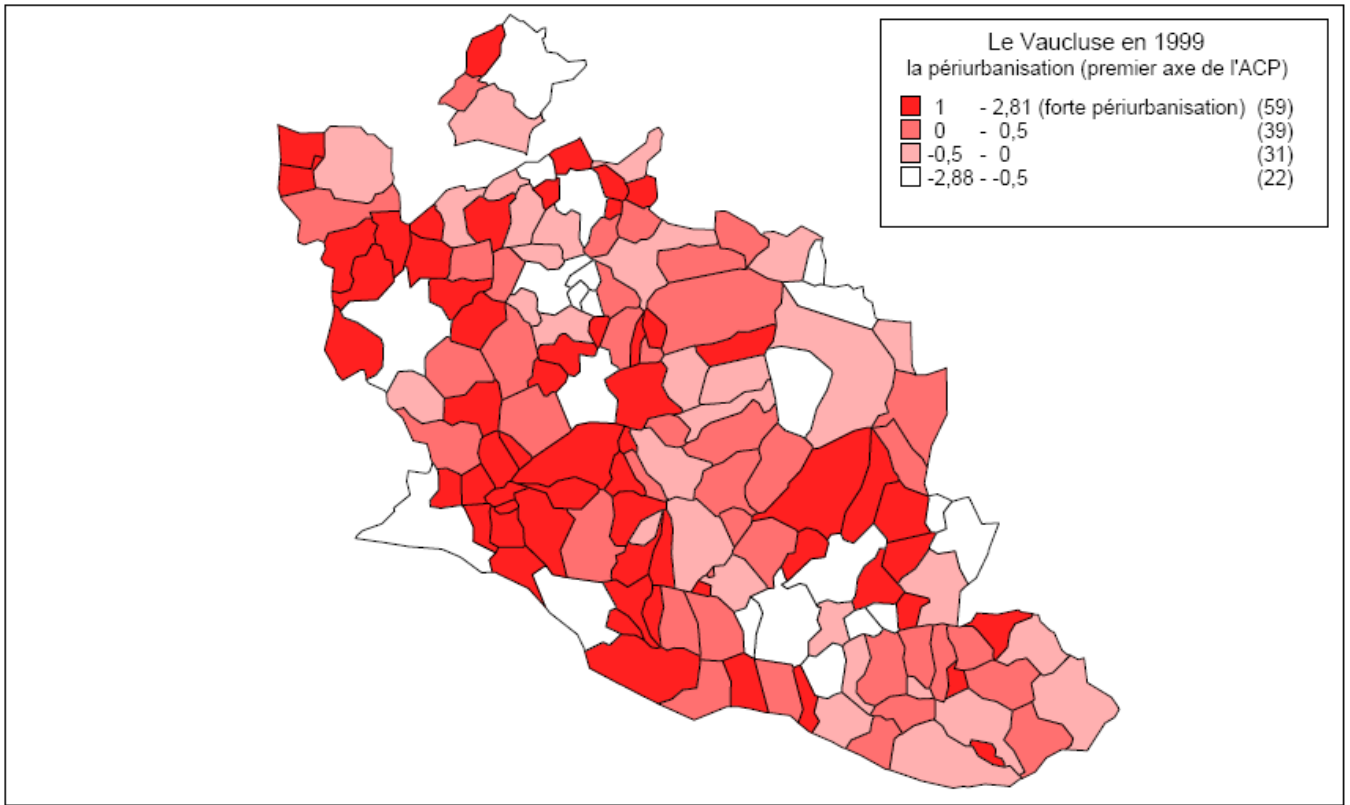 Le Vaucluse en 1999
la périurbanisation (premier axe de l'ACP)
1 - 2,81 (forte périurbanisation) (59)
0 - 0,5 (39)
-0,5 - 0 (31)
-2,88 - -0,5 (22)